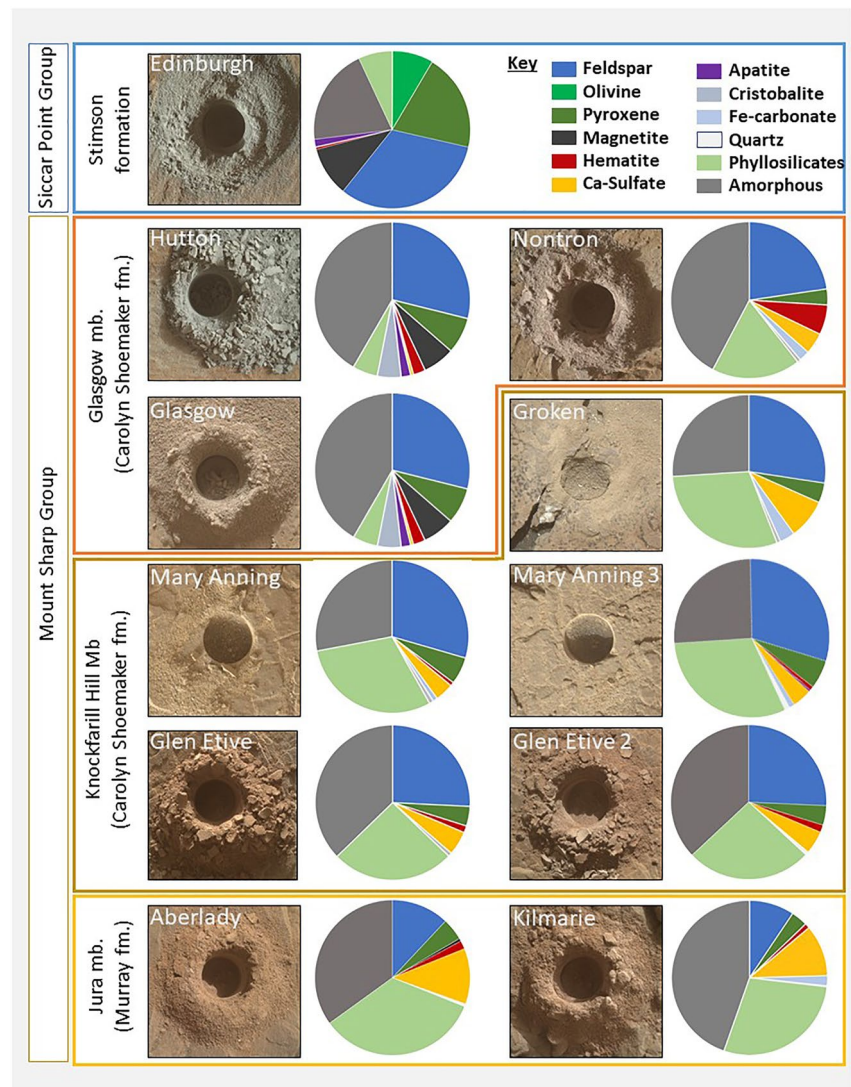 Siccar Point Group
Stimson
formation
Edinburgh
Key
Feldspar
Olivine
Pyroxene
Magnetite
Hematite
Ca-Sulfate
Apatite
Cristobalite
Fe-carbonate
Quartz
Phyllosilicates
Amorphous
Mount Sharp Group
Glasgow mb.
(Carolyn Shoemaker fm.)
Hutton
Nontron
Glasgow
Groken
Knockfarill Hill Mb
(Carolyn Shoemaker fm.)
Mary Anning
Mary Anning 3
Glen Etive
Glen Etive 2
Jura mb.
(Murray fm.)
Aberlady
Kilmarie